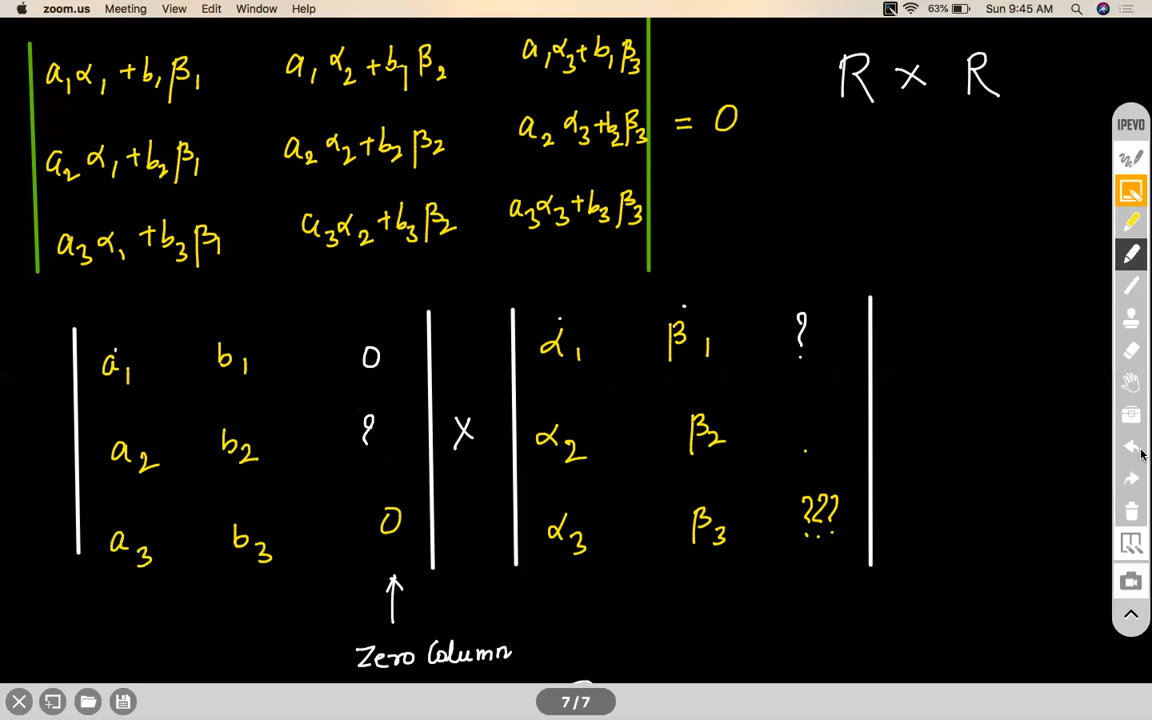 zoom.us Meeting View Edit Window Help 63% Sun 9:45 AM
a₁α₁ + b₁β₁ a₁α₂ + b₁β₂ a₁α₃ + b₁β₃ R × R
a₂α₁ + b₂β₁ a₂α₂ + b₂β₂ a₂α₃ + b₂β₃ = 0
a₃α₁ + b₃β₁ a₃α₂ + b₃β₂ a₃α₃ + b₃β₃
IPEVO
a₁ b₁ 0 α₁ β₁ ?
a₂ b₂ ? × α₂ β₂ .
a₃ b₃ 0 α₃ β₃ ???
↑
Zero Column
7/7